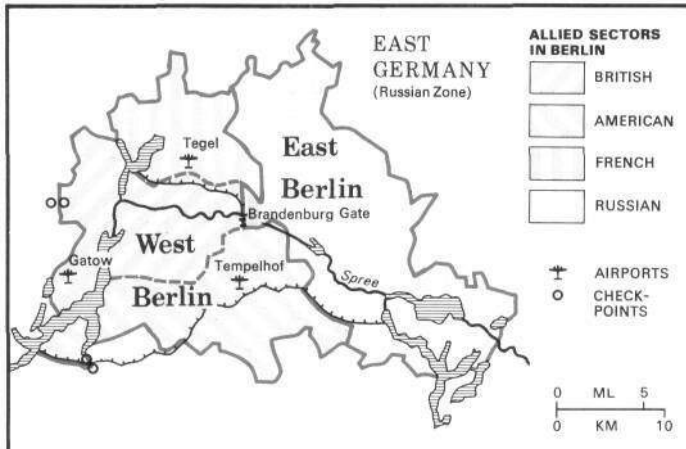 EAST
GERMANY
(Russian Zone)
ALLIED SECTORS
IN BERLIN
BRITISH
AMERICAN
FRENCH
RUSSIAN
Tegel
East
Berlin
Brandenburg Gate
West
Gatow
Tempelhof
Berlin
Spree
AIRPORTS
CHECK-
POINTS
0 ML 5
0 KM 10